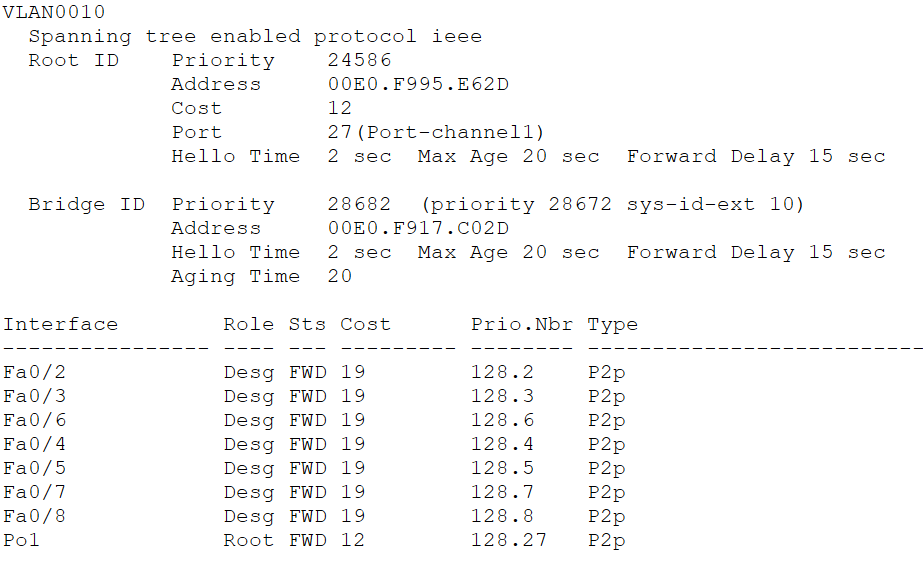 VLAN0010
  Spanning tree enabled protocol ieee
  Root ID    Priority    24586
             Address     00E0.F995.E62D
             Cost        12
             Port        27(Port-channel1)
             Hello Time  2 sec  Max Age 20 sec  Forward Delay 15 sec

  Bridge ID  Priority    28682  (priority 28672 sys-id-ext 10)
             Address     00E0.F917.C02D
             Hello Time  2 sec  Max Age 20 sec  Forward Delay 15 sec
             Aging Time  20

Interface        Role Sts Cost      Prio.Nbr Type
---------------- ---- --- --------- -------- --------------------------
Fa0/2            Desg FWD 19        128.2    P2p
Fa0/3            Desg FWD 19        128.3    P2p
Fa0/6            Desg FWD 19        128.6    P2p
Fa0/4            Desg FWD 19        128.4    P2p
Fa0/5            Desg FWD 19        128.5    P2p
Fa0/7            Desg FWD 19        128.7    P2p
Fa0/8            Desg FWD 19        128.8    P2p
Po1              Root FWD 12        128.27   P2p